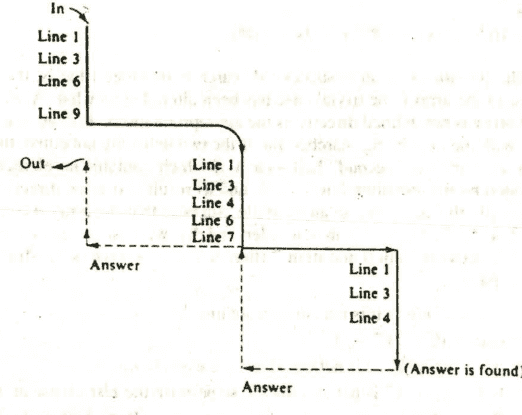 In
Line 1
Line 3
Line 6
Line 9
Out
Line 1
Line 3
Line 4
Line 6
Line 7
Answer
Line 1
Line 3
Line 4
(Answer is found)
Answer